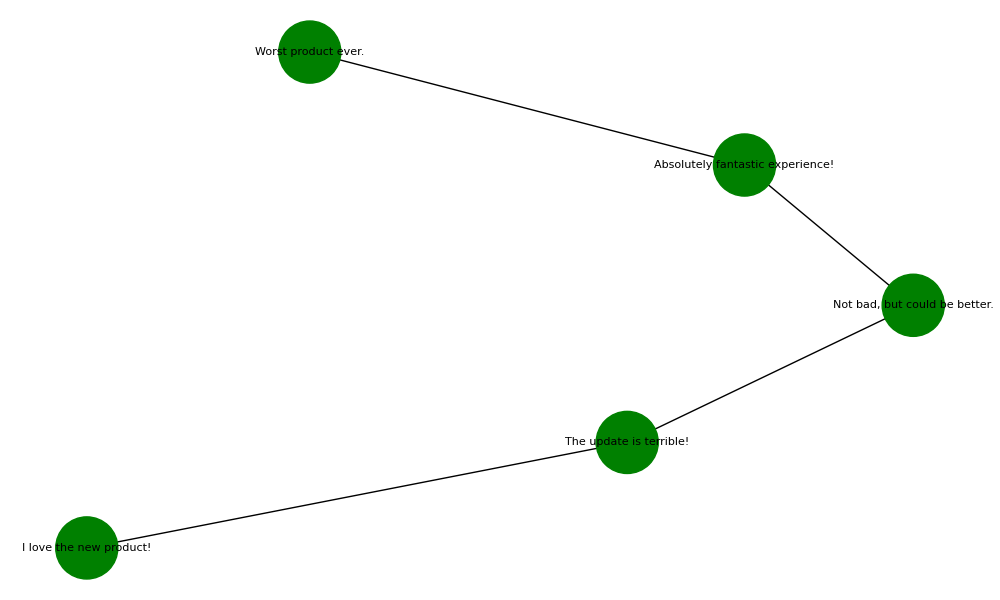 Worst product ever.
Absolutely fantastic experience!
Not bad, but could be better.
The update is terrible!
I love the new product!